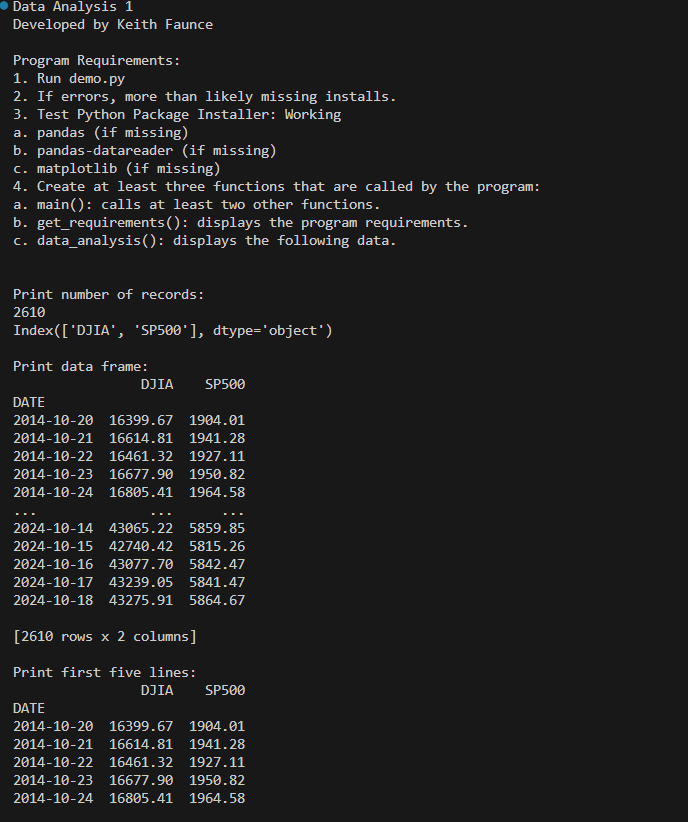 Data Analysis 1
Developed by Keith Faunce
Program Requirements:
1. Run demo.py
2. If errors, more than likely missing installs.
3. Test Python Package Installer: Working
a. pandas (if missing)
b. pandas-datareader (if missing)
c. matplotlib (if missing)
4. Create at least three functions that are called by the program:
a. main(): calls at least two other functions.
b. get_requirements(): displays the program requirements.
c. data_analysis(): displays the following data.
Print number of records:
2610
Index(['DJIA', 'SP500'], dtype='object')
Print data frame:
                DJIA    SP500
DATE
2014-10-20  16399.67  1904.01
2014-10-21  16614.81  1941.28
2014-10-22  16461.32  1927.11
2014-10-23  16677.90  1950.82
2014-10-24  16805.41  1964.58
...              ...      ...
2024-10-14  43065.22  5859.85
2024-10-15  42740.42  5815.26
2024-10-16  43077.70  5842.47
2024-10-17  43239.05  5841.47
2024-10-18  43275.91  5864.67
[2610 rows x 2 columns]
Print first five lines:
                DJIA    SP500
DATE
2014-10-20  16399.67  1904.01
2014-10-21  16614.81  1941.28
2014-10-22  16461.32  1927.11
2014-10-23  16677.90  1950.82
2014-10-24  16805.41  1964.58